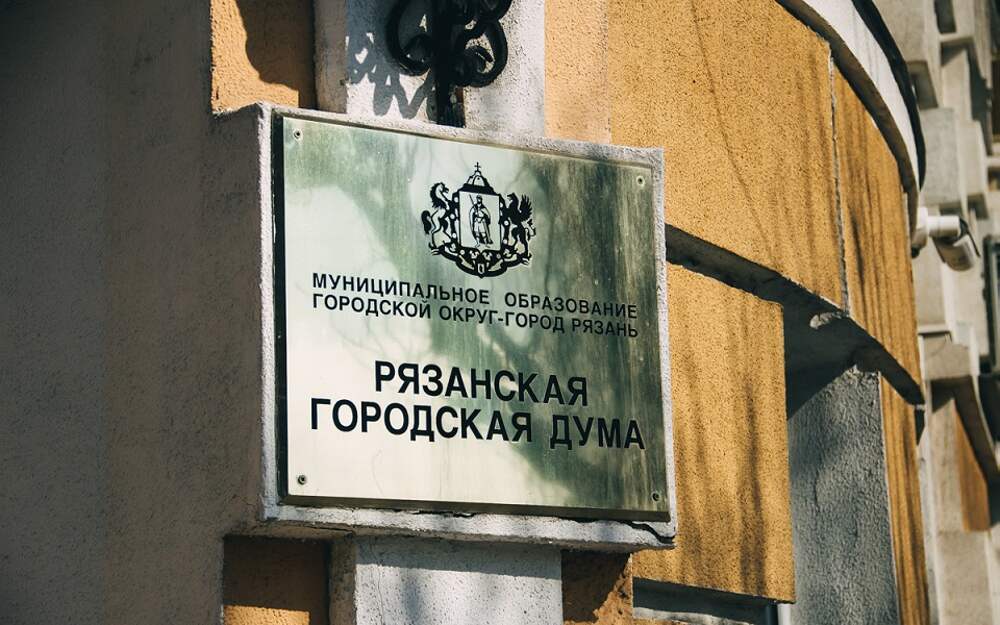 МУНИЦИПАЛЬНОЕ ОБРАЗОВАНИЕ
ГОРОДСКОЙ ОКРУГ-ГОРОД РЯЗАНЬ
РЯЗАНСКАЯ
ГОРОДСКАЯ ДУМА